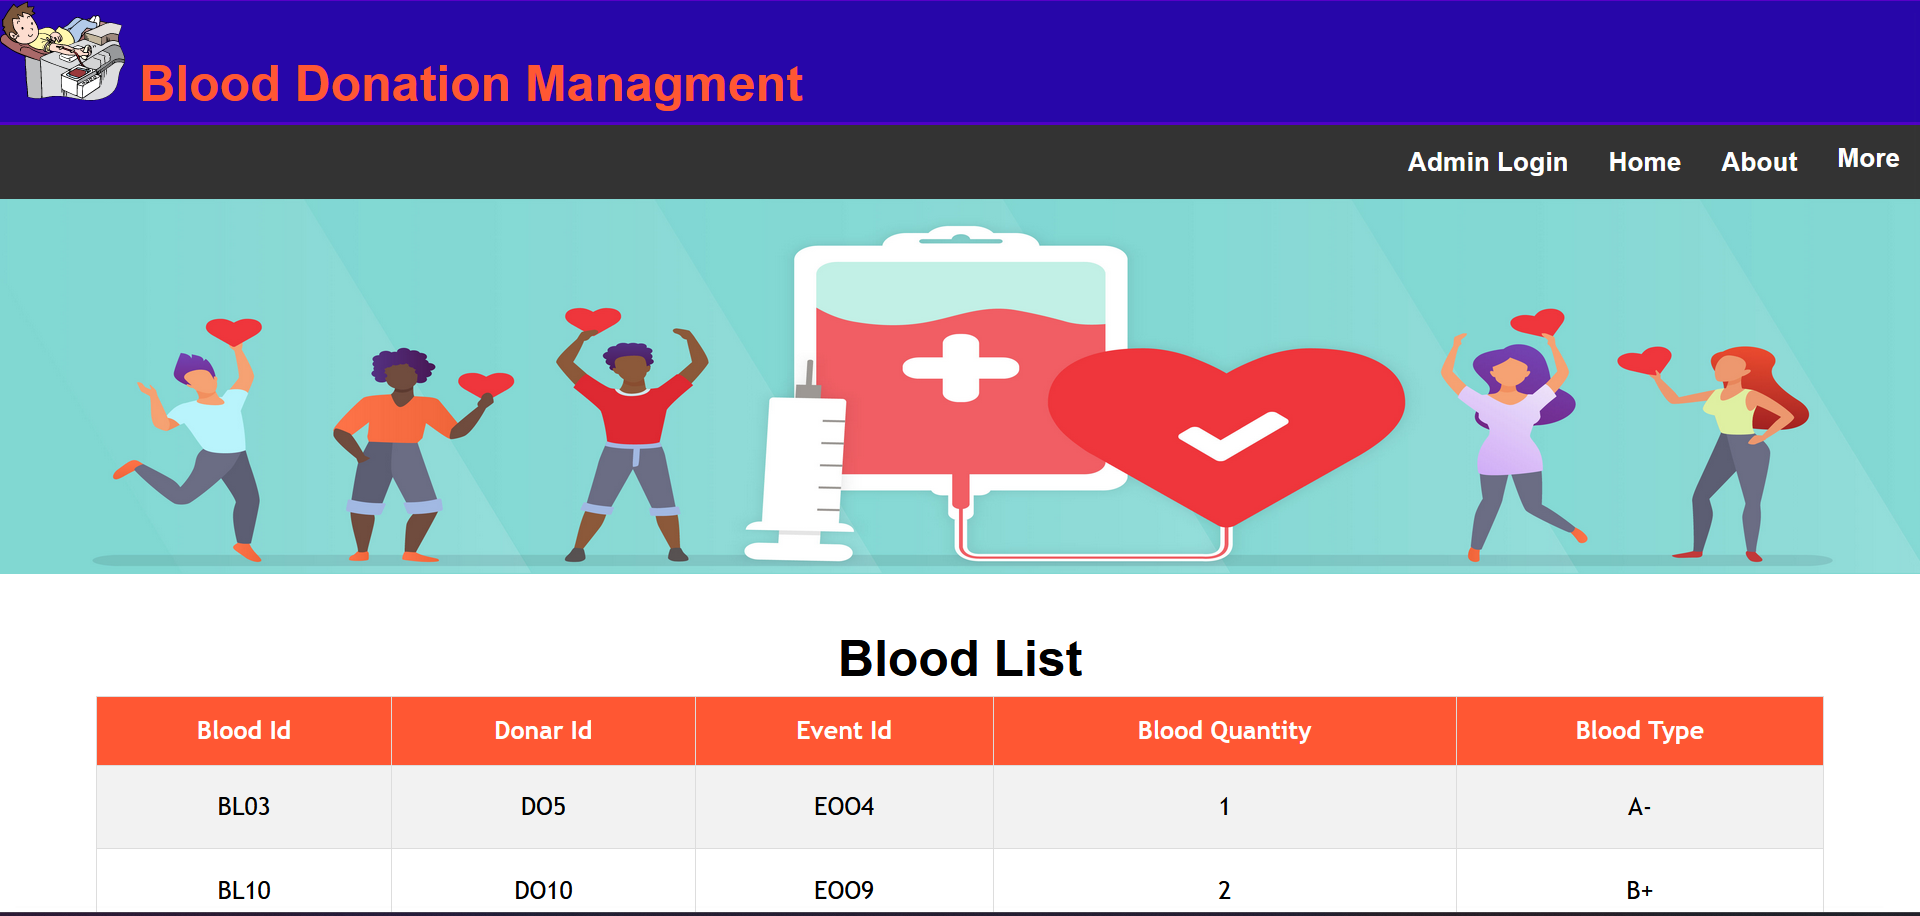 Blood Donation Managment
Admin Login Home About More
Blood List
Blood Id Donar Id Event Id Blood Quantity Blood Type
BL03 DO5 EOO4 1 A-
BL10 DO10 EOO9 2 B+